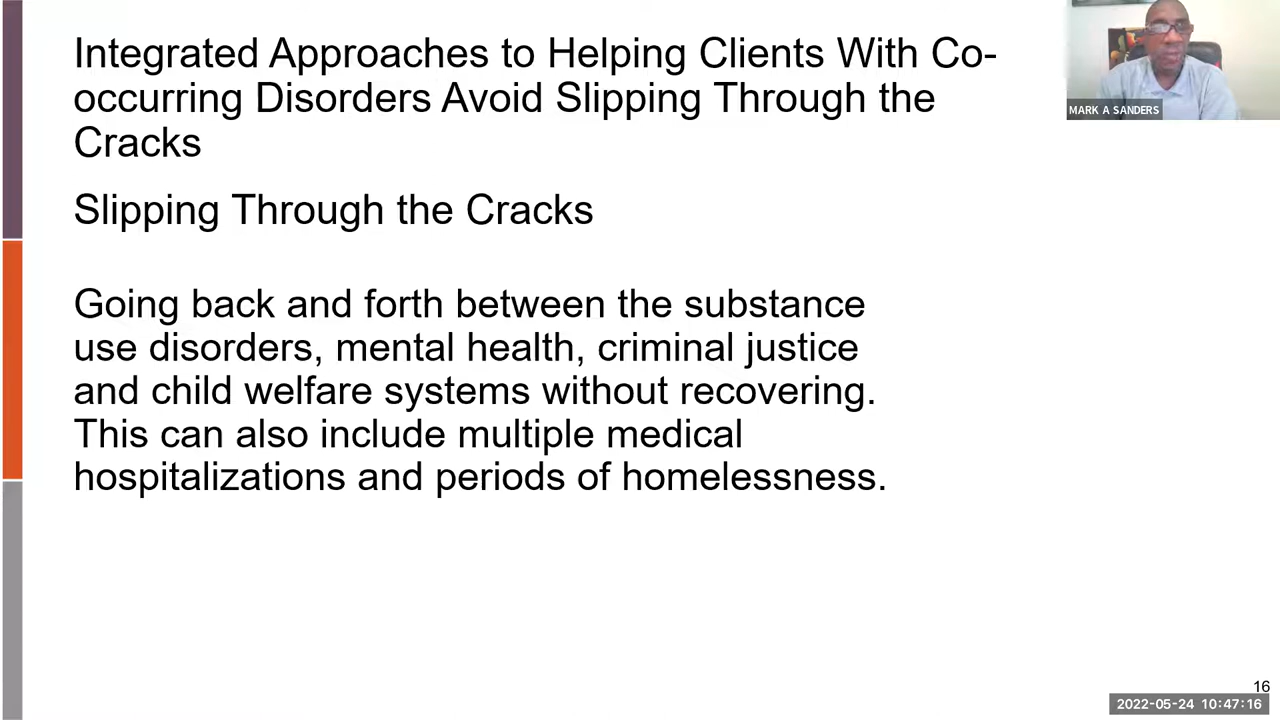 Integrated Approaches to Helping Clients With Co-
occurring Disorders Avoid Slipping Through the
Cracks
MARK A SANDERS
Slipping Through the Cracks
Going back and forth between the substance
use disorders, mental health, criminal justice
and child welfare systems without recovering.
This can also include multiple medical
hospitalizations and periods of homelessness.
16
2022-05-24 10:47:16